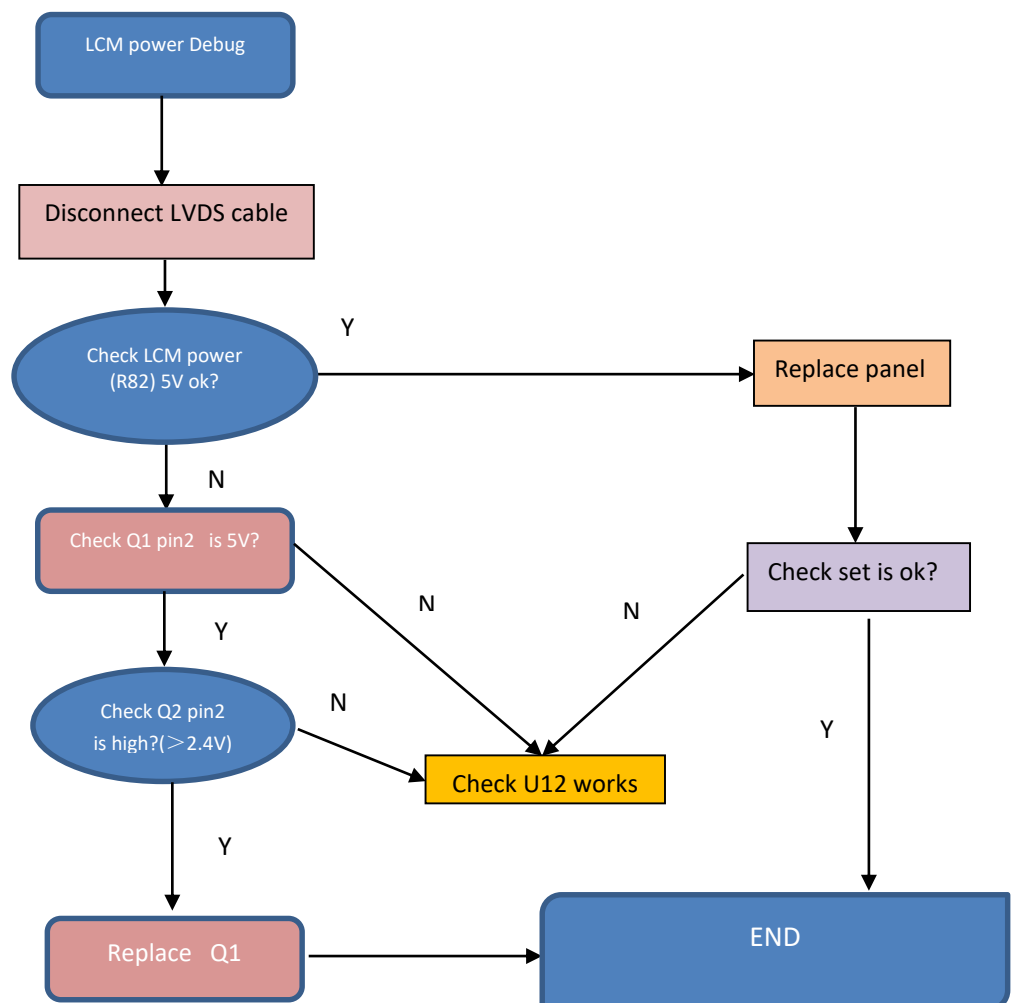 LCM power Debug
Disconnect LVDS cable
Check LCM power
(R82) 5V ok?
Y
Replace panel
N
Check Q1 pin2 is 5V?
Check set is ok?
N
N
Y
Check Q2 pin2
is high?(＞2.4V)
N
Y
Check U12 works
Y
Replace Q1
END